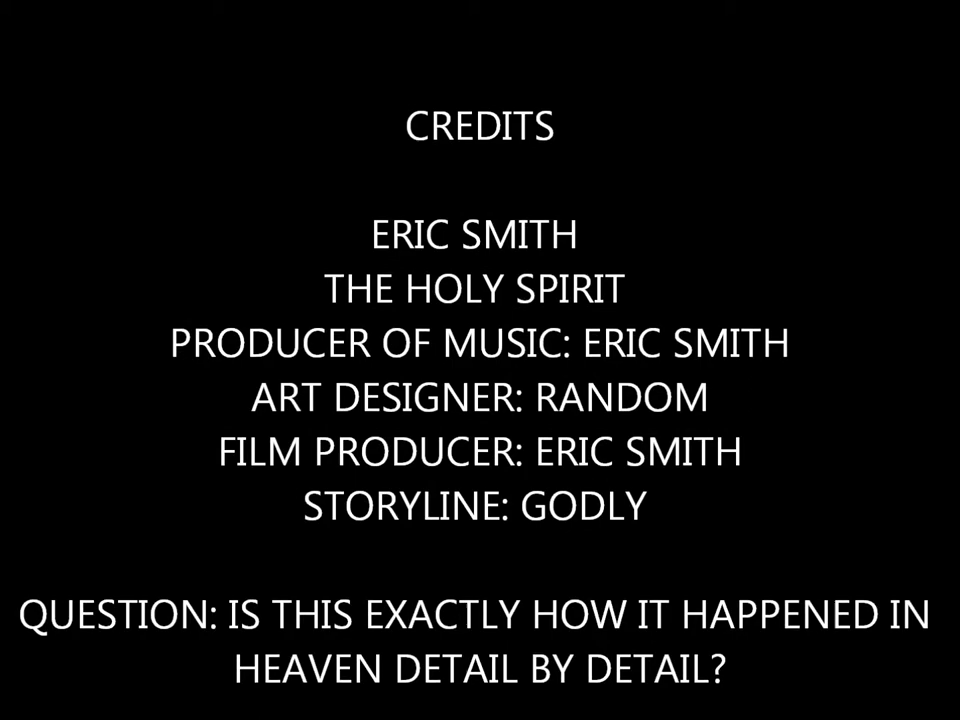 CREDITS
ERIC SMITH
THE HOLY SPIRIT
PRODUCER OF MUSIC: ERIC SMITH
ART DESIGNER: RANDOM
FILM PRODUCER: ERIC SMITH
STORYLINE: GODLY
QUESTION: IS THIS EXACTLY HOW IT HAPPENED IN
HEAVEN DETAIL BY DETAIL?